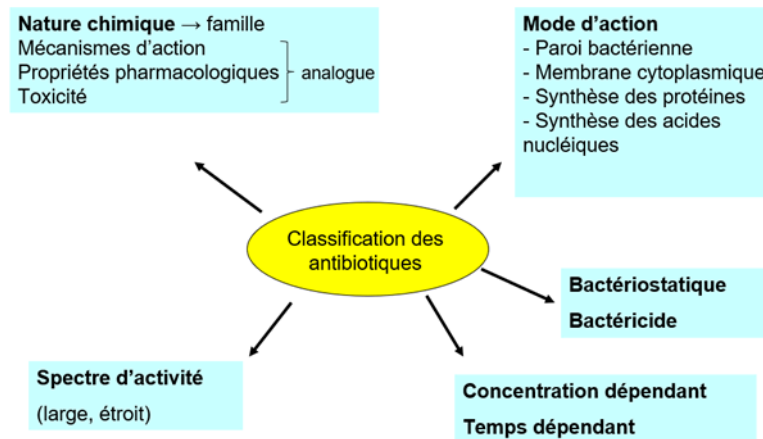 Nature chimique → famille
Mécanismes d'action
Propriétés pharmacologiques
Toxicité
analogue
Mode d'action
- Paroi bactérienne
- Membrane cytoplasmique
- Synthèse des protéines
- Synthèse des acides
nucléiques
Classification des
antibiotiques
Bactériostatique
Bactéricide
Spectre d'activité
(large, étroit)
Concentration dépendant
Temps dépendant